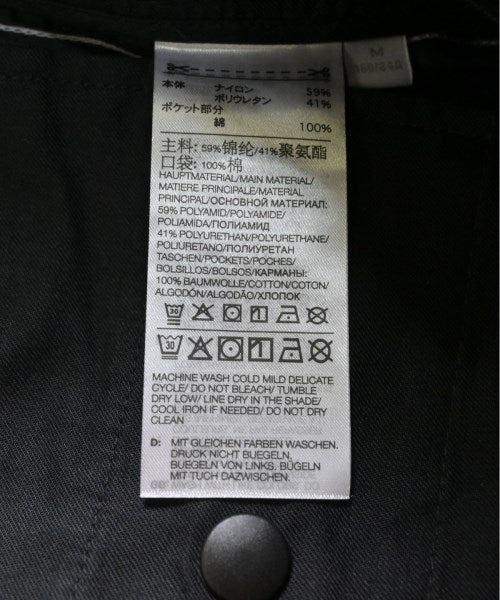 M
本体 ナイロン 59%
ポリウレタン 41%
ポケット部分
綿 100%
主料: 59%锦纶/41%聚氨酯
口袋: 100%棉
HAUPTMATERIAL/MAIN MATERIAL/
MATIERE PRINCIPALE/MATERIAL
PRINCIPAL/ОСНОВНОЙ МАТЕРИАЛ:
59% POLYAMID/POLYAMIDE/
POLIAMIDA/ПОЛИАМИД
41% POLYURETHAN/POLYURETHANE/
POLIURETANO/ПОЛИУРЕТАН
TASCHEN/POCKETS/POCHES/
BOLSILLOS/BOLSOS/КАРМАНЫ:
100% BAUMWOLLE/COTTON/COTON/
ALGODÓN/ALGODÃO/ХЛОПОК
30
30
MACHINE WASH COLD MILD DELICATE
CYCLE/ DO NOT BLEACH/ TUMBLE
DRY LOW/ LINE DRY IN THE SHADE/
COOL IRON IF NEEDED/ DO NOT DRY
CLEAN
D: MIT GLEICHEN FARBEN WASCHEN.
DRUCK NICHT BUEGELN.
BUEGELN VON LINKS. BÜGELN
MIT TUCH DAZWISCHEN.